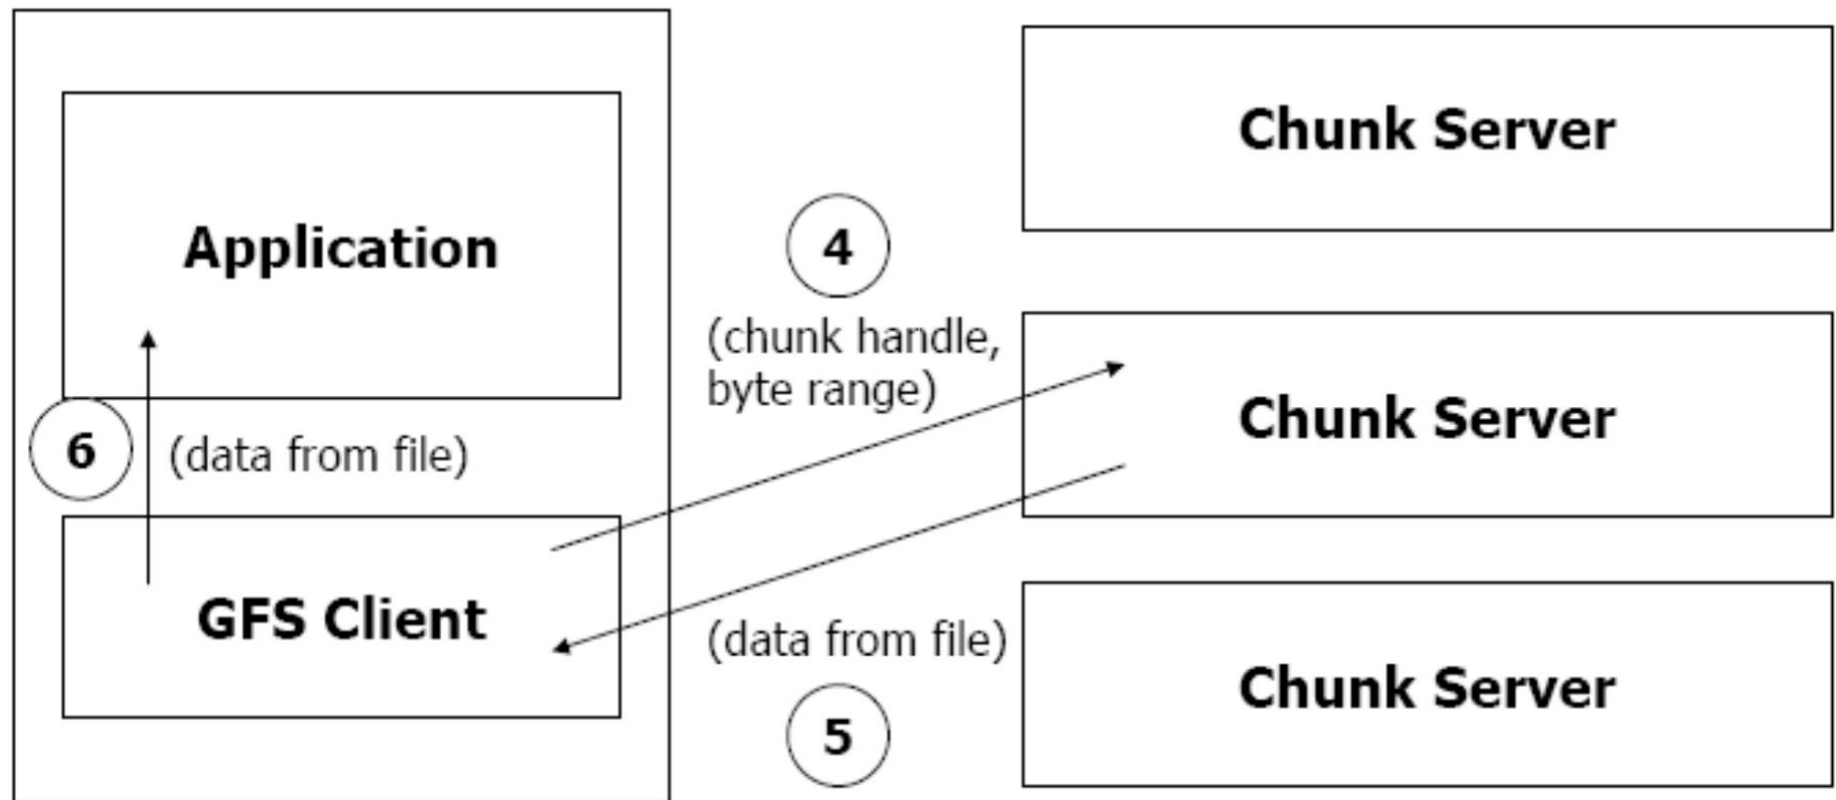 Application
6
(data from file)
GFS Client
4
(chunk handle,
byte range)
(data from file)
5
Chunk Server
Chunk Server
Chunk Server